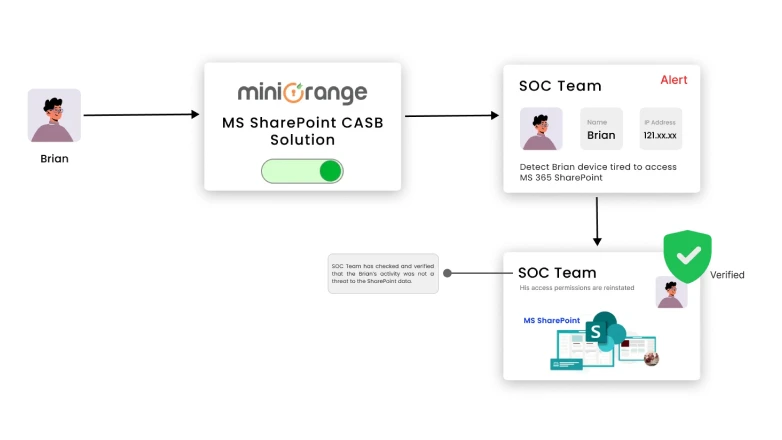 Brian
miniOrange
MS SharePoint CASB
Solution
SOC Team
Alert
Name
Brian
IP Address
121.xx.xx
Detect Brian device tired to access
MS 365 SharePoint
SOC Team has checked and verified
that the Brian's activity was not a
threat to the SharePoint data.
SOC Team
His access permissions are reinstated
Verified
MS SharePoint
S